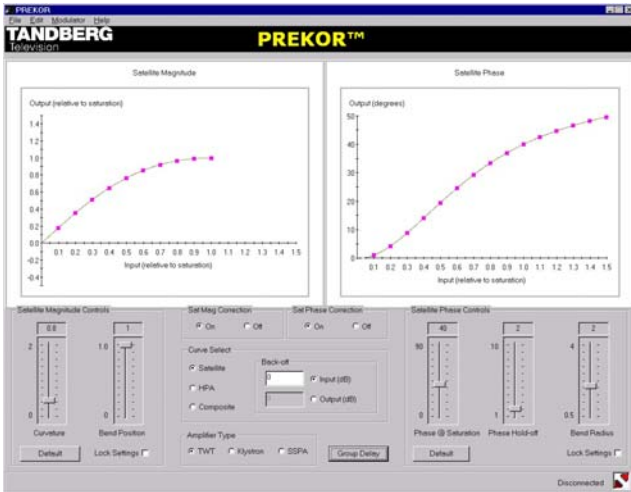 PREKOR
File Edit Modulator Help
TANDBERG
Television
PREKOR™
Satellite Magnitude
Output (relative to saturation)
1.4
1.2
1.0
0.8
0.6
0.4
0.2
0.0
-0.2
-0.4
0.1 0.2 0.3 0.4 0.5 0.6 0.7 0.8 0.9 1.0 1.1 1.2 1.3 1.4 1.5
Input (relative to saturation)
Satellite Phase
Output (degrees)
50
40
30
20
10
0
0.1 0.2 0.3 0.4 0.5 0.6 0.7 0.8 0.9 1.0 1.1 1.2 1.3 1.4 1.5
Input (relative to saturation)
Satellite Magnitude Controls
0.8 1
2 1.0
0 0
Curvature Bend Position
Default Lock Settings
Sat Mag Correction
On Off
Sat Phase Correction
On Off
Curve Select
Satellite
HPA
Composite
Back-off
0 Input (dB)
Output (dB)
Amplifier Type
TWT Klystron SSPA
Group Delay
Satellite Phase Controls
40 2 2
90 10 4
0 1 0.5
Phase @ Saturation Phase Hold-off Bend Radius
Default Lock Settings
Disconnected